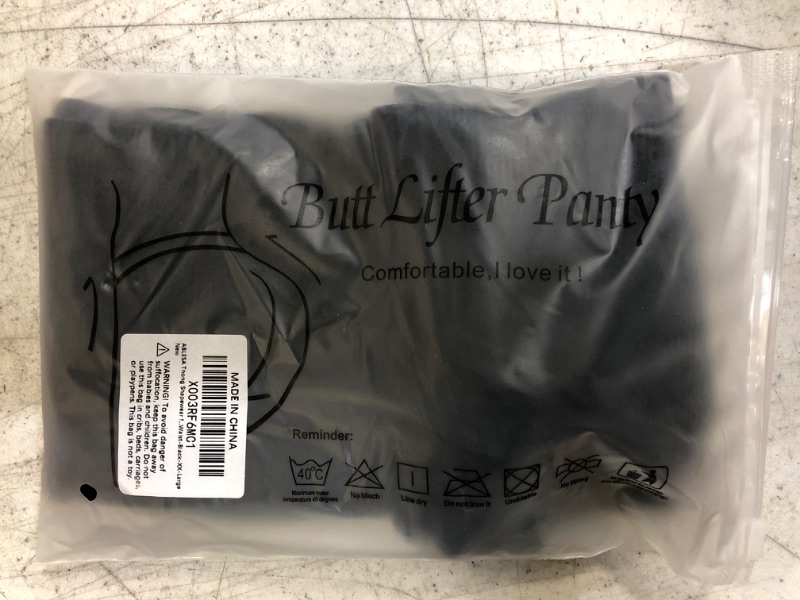 Butt Lifter Panty
Comfortable,I love it !
MADE IN CHINA
X003RF6MC1
New
WARNING! To avoid danger of
suffocation, keep this bag away
from babies and children. Do not
use this bag in cribs, beds, carriages,
or playpens. This bag is not a toy.
Reminder:
40°C
Maximum water
temperature 40 degrees
No blech
Line dry
Do not iron it
No Wring